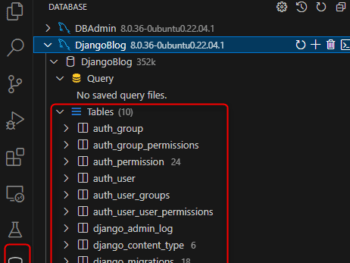 DATABASE
DBAdmin 8.0.36-0ubuntu0.22.04.1
DjangoBlog 8.0.36-0ubuntu0.22.04.1
DjangoBlog 352k
Query
No saved query files.
Tables (10)
auth_group
auth_group_permissions
auth_permission 24
auth_user
auth_user_groups
auth_user_user_permissions
django_admin_log
django_content_type 6
django_migrations 18